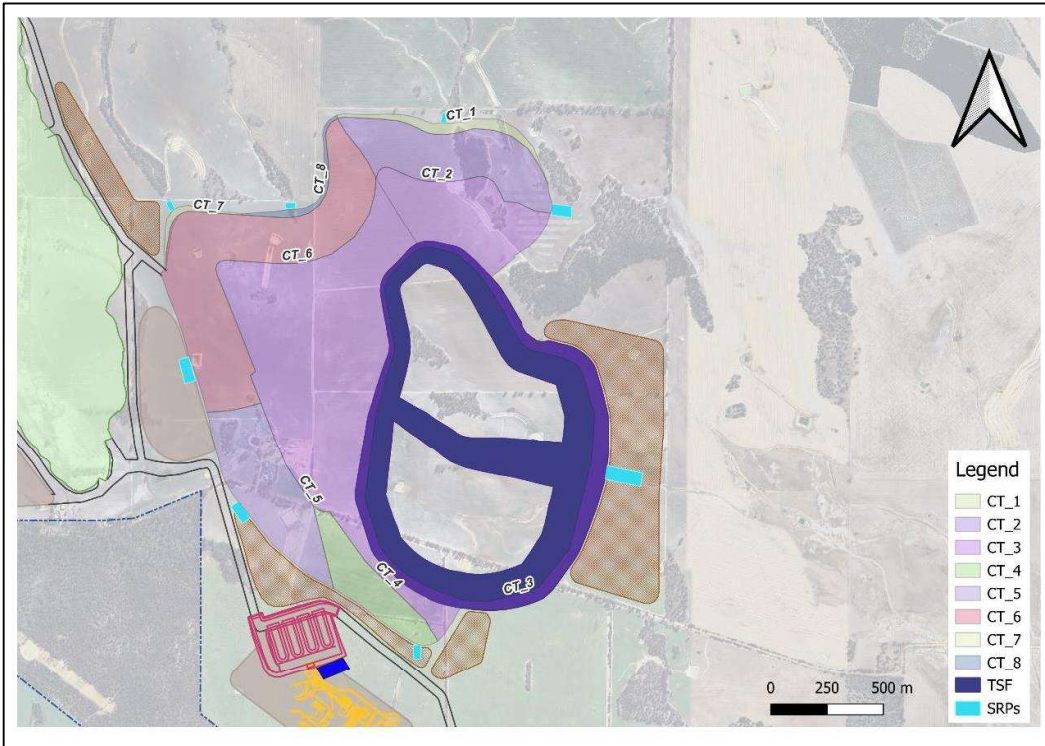 CT_1
CT_2
CT_8
CT_7
CT_6
CT_5
CT_4
CT_3
Legend
CT_1
CT_2
CT_3
CT_4
CT_5
CT_6
CT_7
CT_8
TSF
SRPs
0 250 500 m